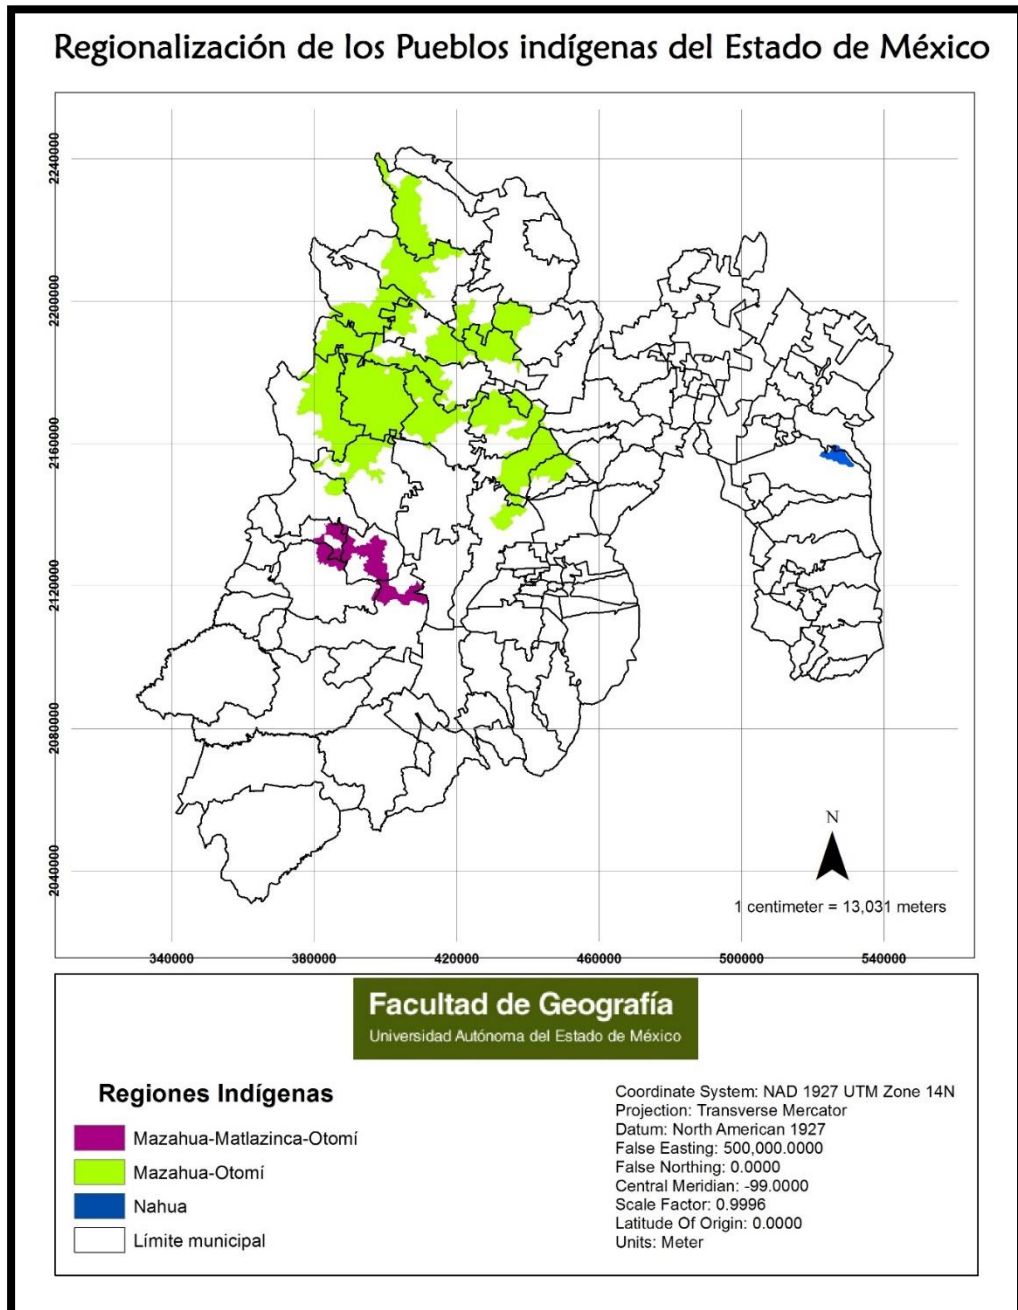 Regionalización de los Pueblos indígenas del Estado de México
2240000
2200000
2160000
2120000
2080000
2040000
N
1 centimeter = 13,031 meters
340000 380000 420000 460000 500000 540000
Facultad de Geografía
Universidad Autónoma del Estado de México
Regiones Indígenas
Mazahua-Matlazinca-Otomí
Mazahua-Otomí
Nahua
Límite municipal
Coordinate System: NAD 1927 UTM Zone 14N
Projection: Transverse Mercator
Datum: North American 1927
False Easting: 500,000.0000
False Northing: 0.0000
Central Meridian: -99.0000
Scale Factor: 0.9996
Latitude Of Origin: 0.0000
Units: Meter